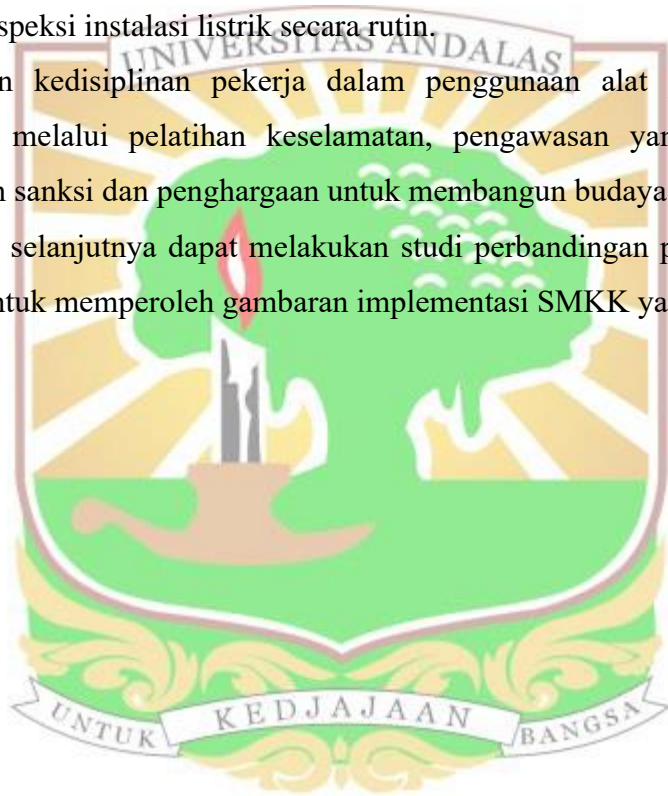 speksi instalasi listrik secara rutin.
UNIVERSITAS ANDALAS
n kedisiplinan pekerja dalam penggunaan alat
melalui pelatihan keselamatan, pengawasan yan
n sanksi dan penghargaan untuk membangun budaya
selanjutnya dapat melakukan studi perbandingan p
ntuk memperoleh gambaran implementasi SMKK ya
UNTUK KEDJAJAAN BANGSA